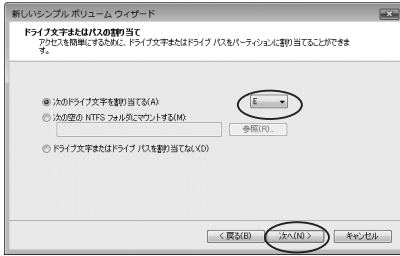 新しいシンプル ボリューム ウィザード
ドライブ文字またはパスの割り当て
アクセスを簡単にするために、ドライブ文字またはドライブ パスをパーティションに割り当てることができま
す。
次のドライブ文字を割り当てる(A):
E
次の空の NTFS フォルダにマウントする(M):
参照(R)...
ドライブ文字またはドライブ パスを割り当てない(D)
< 戻る(B)
次へ(N) >
キャンセル